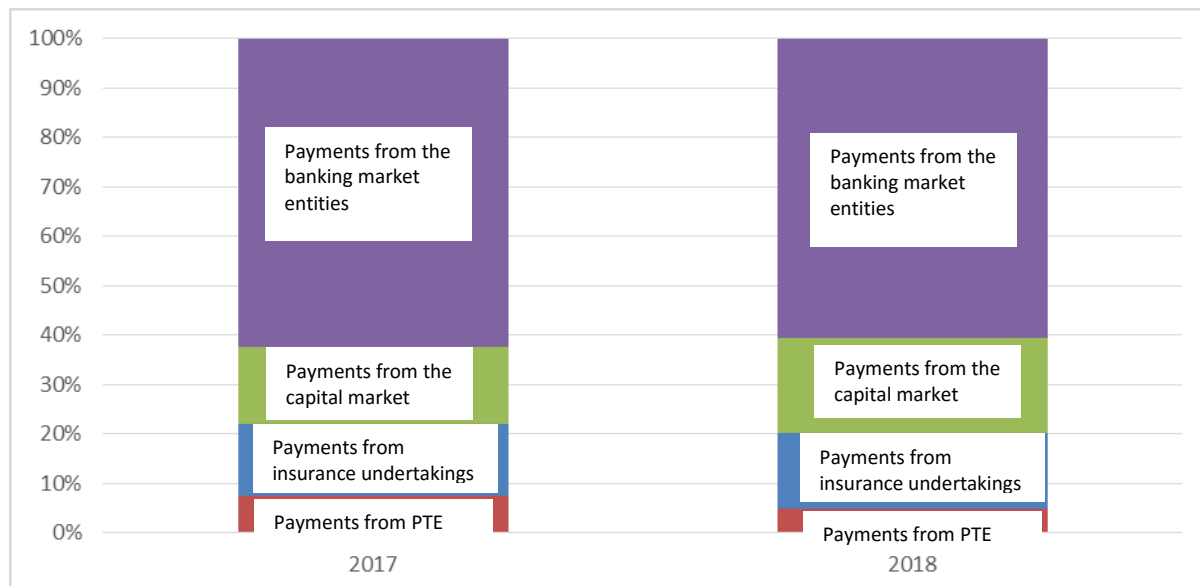 100%
90%
80%
70%
60%
50%
40%
30%
20%
10%
0%
Payments from the
banking market
entities
Payments from the
capital market
Payments from
insurance undertakings
Payments from PTE
Payments from the
banking market
entities
Payments from the
capital market
Payments from
insurance undertakings
Payments from PTE
2017
2018